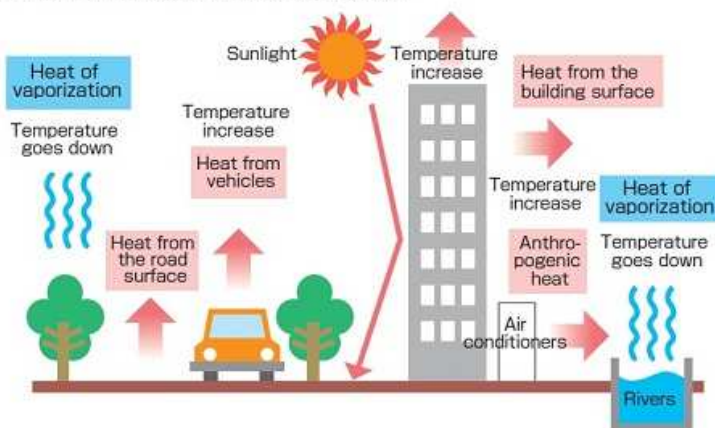 Sunlight
Temperature
increase
Heat of
vaporization
Temperature
goes down
Temperature
increase
Heat from
vehicles
Heat from
the road
surface
Heat from the
building surface
Temperature
increase
Anthro-
pogenic
heat
Heat of
vaporization
Temperature
goes down
Air
conditioners
Rivers